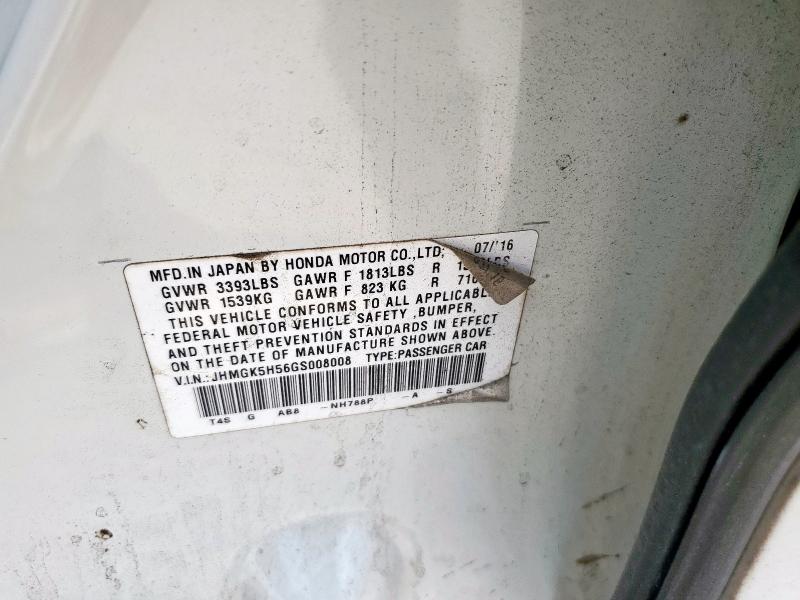 MFD.IN JAPAN BY HONDA MOTOR CO.,LTD; 07/'16
GVWR 3393LBS GAWR F 1813LBS R
GVWR 1539KG GAWR F 823 KG R
THIS VEHICLE CONFORMS TO ALL APPLICABLE
FEDERAL MOTOR VEHICLE SAFETY ,BUMPER,
AND THEFT PREVENTION STANDARDS IN EFFECT
ON THE DATE OF MANUFACTURE SHOWN ABOVE.
V.I.N.: JHMGK5H56GS008008 TYPE:PASSENGER CAR
T4S G AB8 -NH788P -A -S